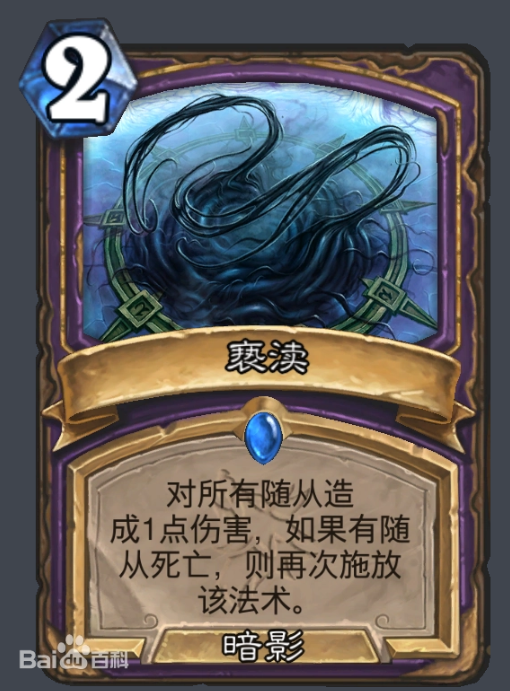 2
亵渎
对所有随从造
成1点伤害，如果有随
从死亡，则再次施放
该法术。
暗影
Bai百科